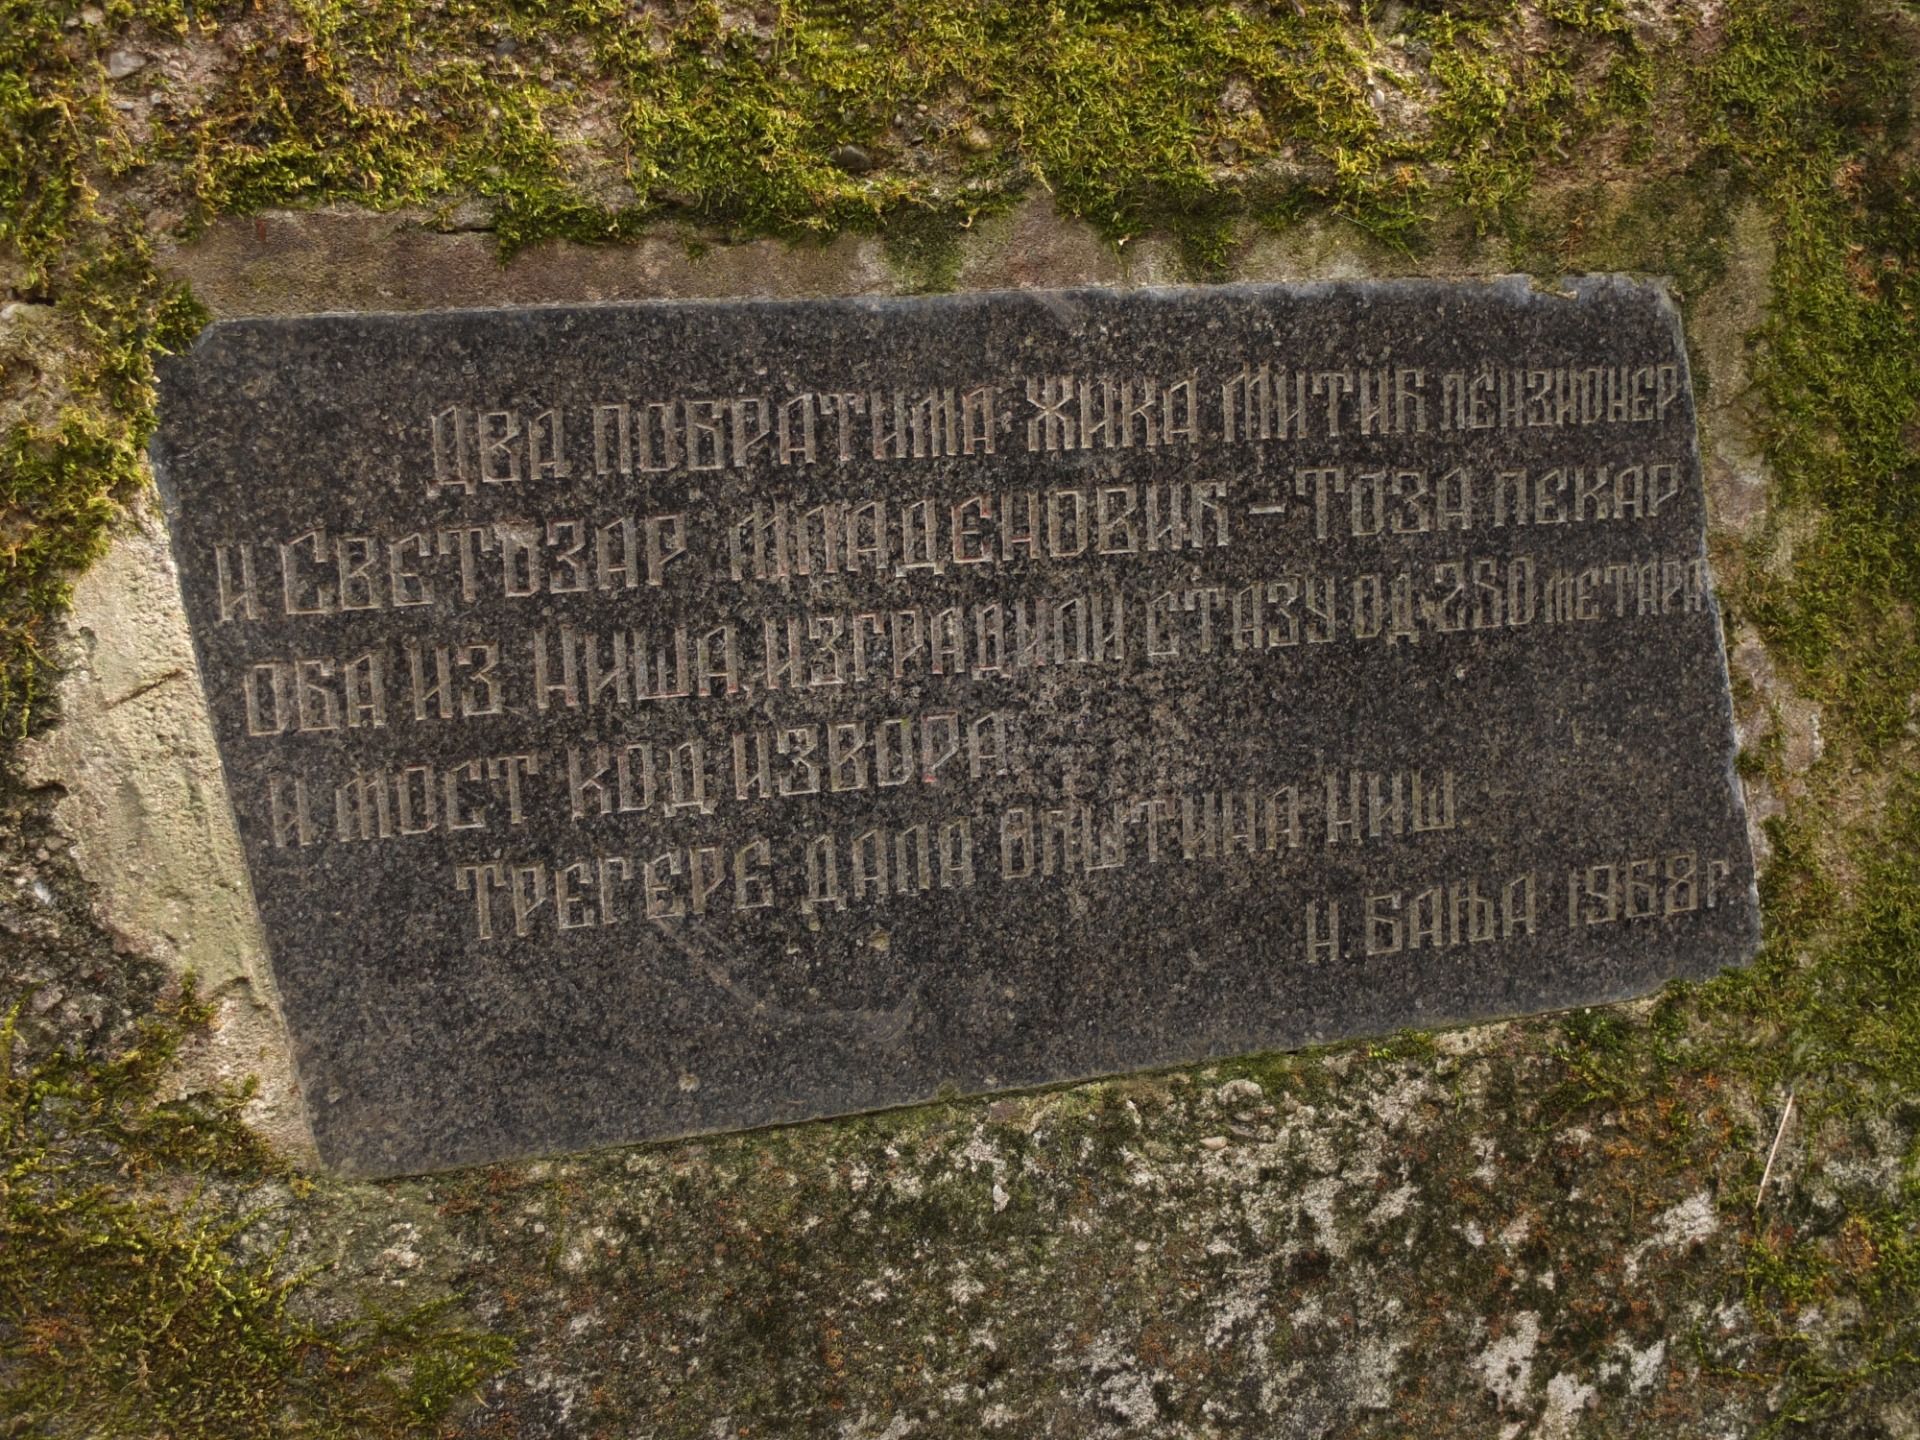 ДВА ПОБРАТИМА ЖИКА МИТИЋ ПЕНЗИОНЕР
И СВЕТОЗАР МЛАДЕНОВИЋ - ТОЗА ПЕКАР
ОБА ИЗ НИША, ИЗГРАДИЛИ СТАЗУ ОД 250 МЕТАРА
И МОСТ КОД ИЗВОРА
ТРЕГЕРЕ ДАЛА ОПШТИНА НИШ
Н. БАЊА 1968 Г.